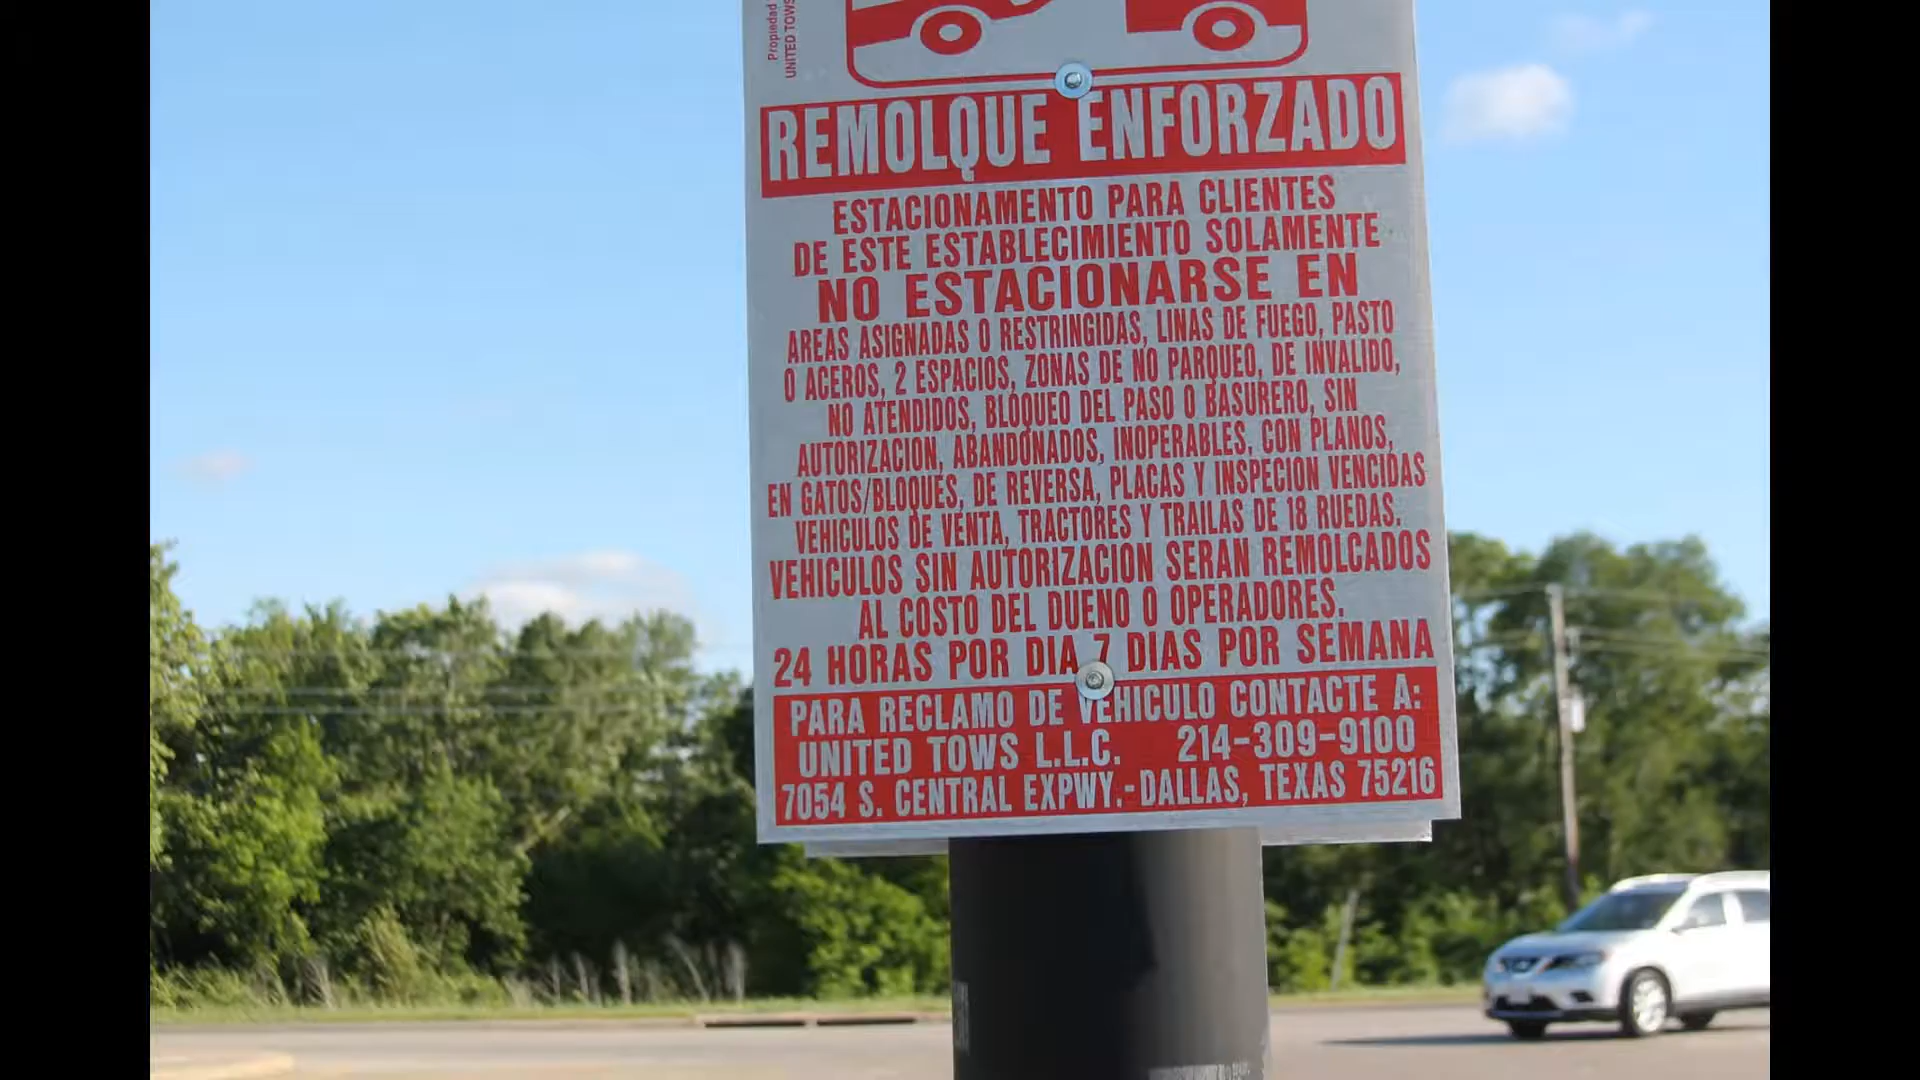 Propiedad
UNITED TOWS
REMOLQUE ENFORZADO
ESTACIONAMENTO PARA CLIENTES
DE ESTE ESTABLECIMIENTO SOLAMENTE
NO ESTACIONARSE EN
AREAS ASIGNADAS O RESTRINGIDAS, LINAS DE FUEGO, PASTO
O ACEROS, 2 ESPACIOS, ZONAS DE NO PARQUEO, DE INVALIDO,
NO ATENDIDOS, BLOQUEO DEL PASO O BASURERO, SIN
AUTORIZACION, ABANDONADOS, INOPERABLES, CON PLANOS,
EN GATOS/BLOQUES, DE REVERSA, PLACAS Y INSPECION VENCIDAS
VEHICULOS DE VENTA, TRACTORES Y TRAILAS DE 18 RUEDAS.
VEHICULOS SIN AUTORIZACION SERAN REMOLCADOS
AL COSTO DEL DUENO O OPERADORES.
24 HORAS POR DIA 7 DIAS POR SEMANA
PARA RECLAMO DE VEHICULO CONTACTE A:
UNITED TOWS L.L.C. 214-309-9100
7054 S. CENTRAL EXPWY.-DALLAS, TEXAS 75216